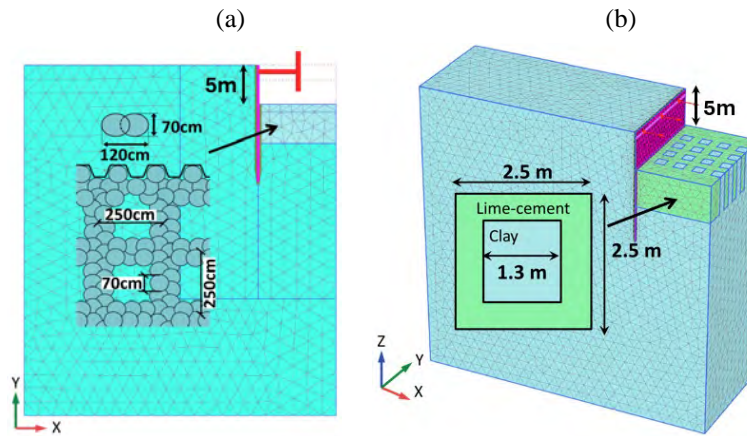 (a)
(b)
5m
70cm
120cm
250cm
70cm
250cm
Y
X
5m
2.5 m
Lime-cement
Clay
1.3 m
2.5 m
Z
Y
X